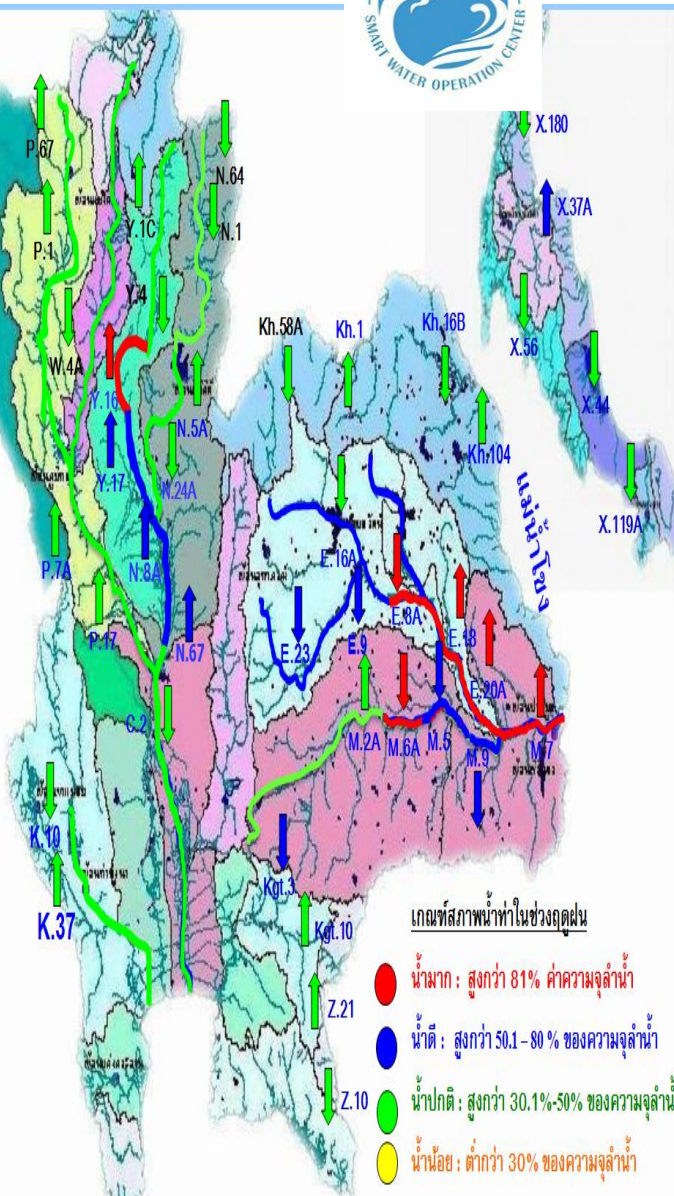 SMART WATER OPERATION CENTER
P.67
X.180
N.64
X.37A
Y.1C
N.1
P.1
Y.4
Kh.58A
Kh.1
Kh.16B
X.56
W.4A
Y.16
X.44
N.5A
Kh.104
Y.17
N.24A
แม่น้ำโขง
X.119A
E.16A
P.7A
N.8A
E.8A
P.17
E.18
E.23
E.9
N.67
E.20A
C.2
M.2A
M.6A
M.5
M.9
M.7
K.10
Kgt.3
K.37
Kgt.10
Z.21
Z.10
เกณฑ์สภาพน้ำท่าในช่วงฤดูฝน
น้ำมาก : สูงกว่า 81% ค่าความจุลำน้ำ
น้ำดี : สูงกว่า 50.1 – 80 % ของความจุลำน้ำ
น้ำปกติ : สูงกว่า 30.1%-50% ของความจุลำน้ำ
น้ำน้อย : ต่ำกว่า 30% ของความจุลำน้ำ